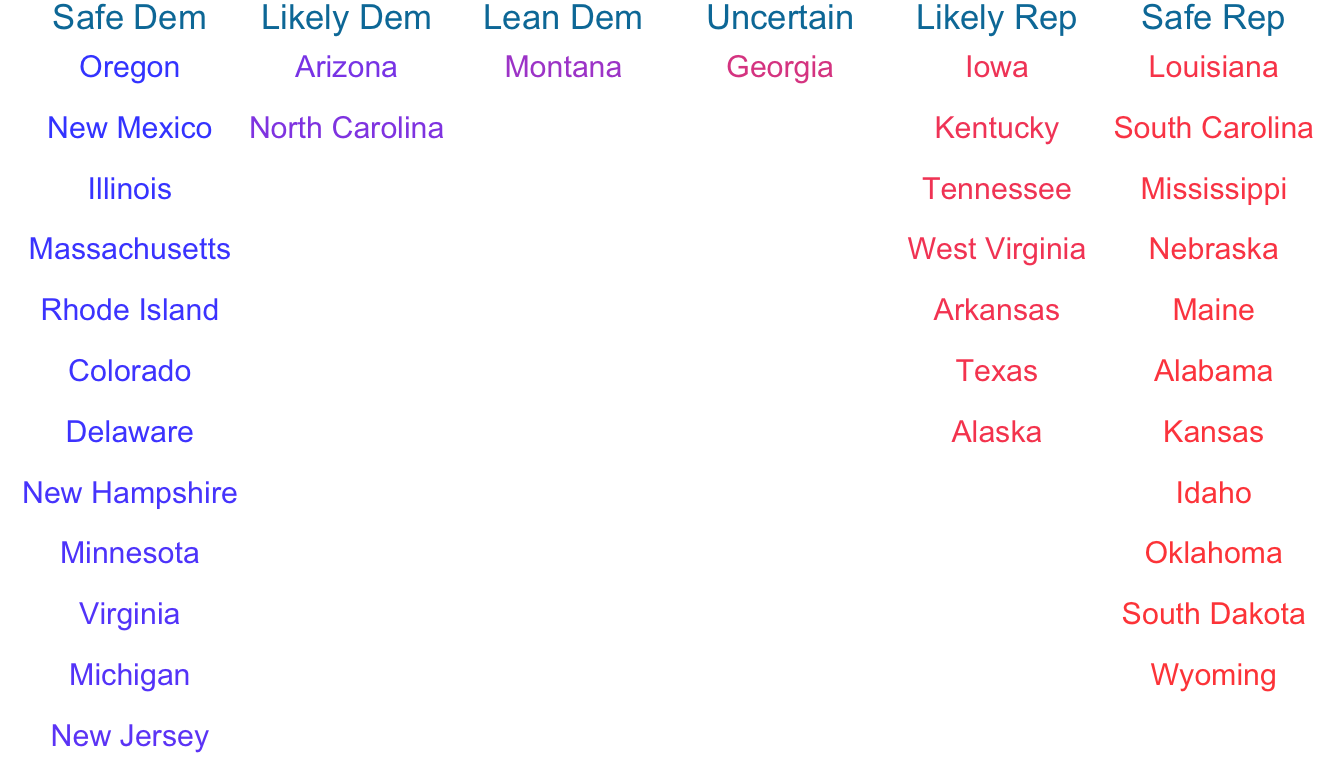 Safe Dem Likely Dem Lean Dem Uncertain Likely Rep Safe Rep
Oregon Arizona Montana Georgia Iowa Louisiana
New Mexico North Carolina Kentucky South Carolina
Illinois Tennessee Mississippi
Massachusetts West Virginia Nebraska
Rhode Island Arkansas Maine
Colorado Texas Alabama
Delaware Alaska Kansas
New Hampshire Idaho
Minnesota Oklahoma
Virginia South Dakota
Michigan Wyoming
New Jersey